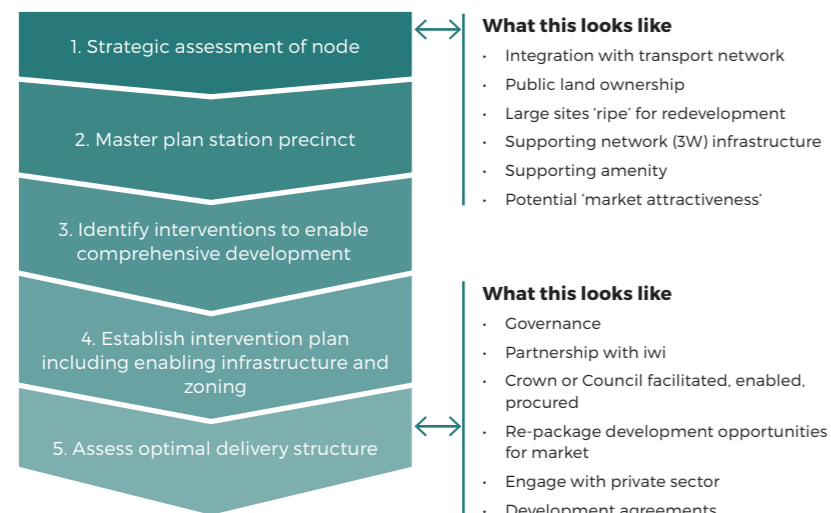 1. Strategic assessment of node
2. Master plan station precinct
3. Identify interventions to enable
comprehensive development
4. Establish intervention plan
including enabling infrastructure and
zoning
5. Assess optimal delivery structure
What this looks like
· Integration with transport network
· Public land ownership
· Large sites ‘ripe’ for redevelopment
· Supporting network (3W) infrastructure
· Supporting amenity
· Potential ‘market attractiveness’
What this looks like
· Governance
· Partnership with iwi
· Crown or Council facilitated, enabled,
procured
· Re-package development opportunities
for market
· Engage with private sector
· Development agreements